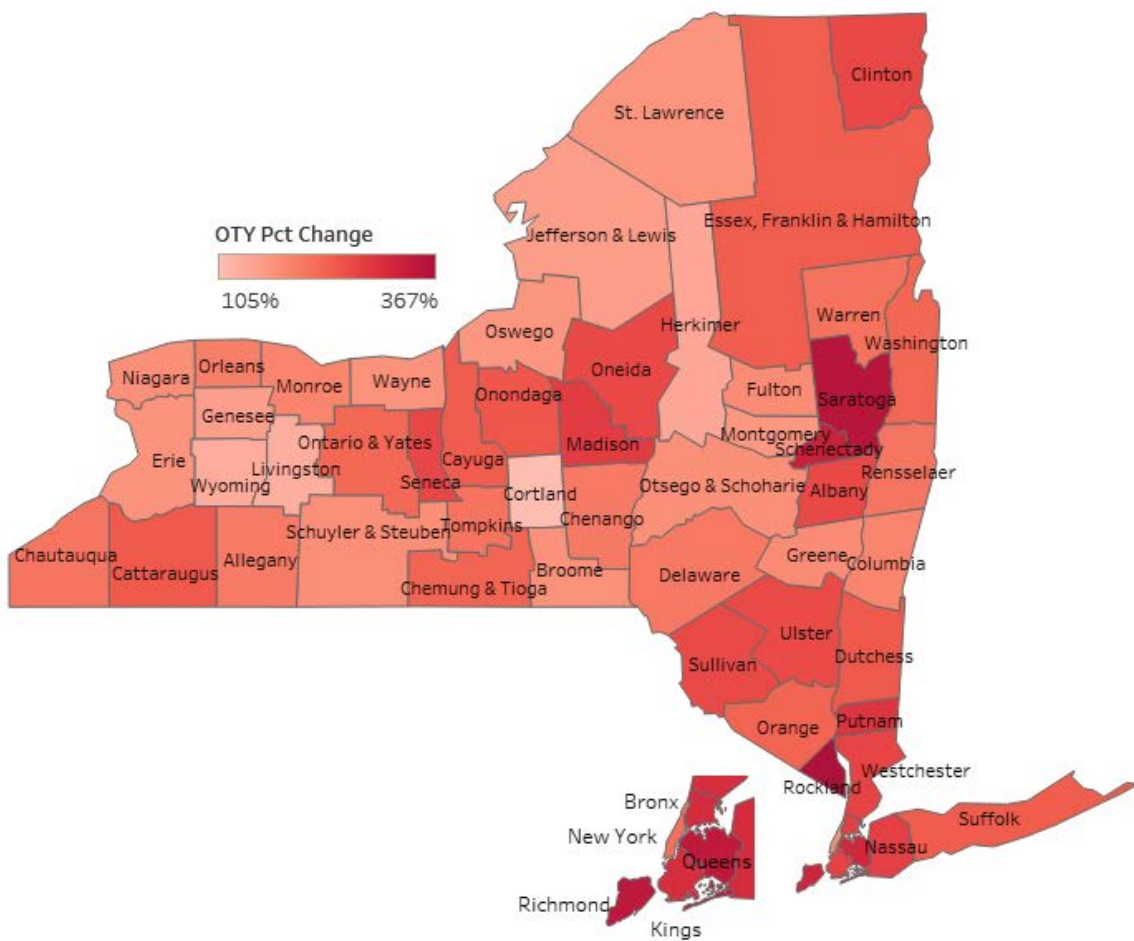 Clinton
St. Lawrence
Essex, Franklin & Hamilton
OTY Pct Change
Jefferson & Lewis
105%
367%
Warren
Herkimer
Oswego
Washington
Oneida
Orleans
Niagara
Monroe
Wayne
Fulton
Saratoga
Onondaga
Genesee
Montgomery
Ontario & Yates
Madison
Schenectady
Erie
Cayuga
Livingston
Rensselaer
Wyoming
Seneca
Cortland
Otsego & Schoharie
Albany
Chenango
Tompkins
Schuyler & Steuben
Chautauqua
Allegany
Greene
Columbia
Cattaraugus
Broome
Delaware
Chemung & Tioga
Ulster
Dutchess
Sullivan
Putnam
Orange
Westchester
Rockland
Bronx
Suffolk
New York
Nassau
Queens
Richmond
Kings